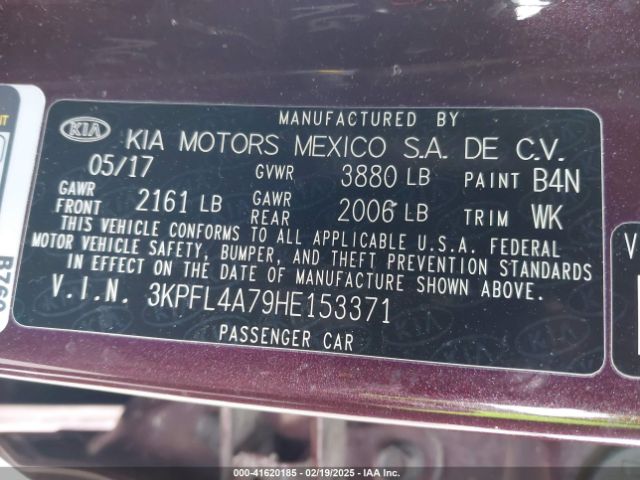 MANUFACTURED BY
KIA KIA MOTORS MEXICO S.A. DE C.V.
05/17 GVWR 3880 LB PAINT B4N
GAWR FRONT 2161 LB GAWR REAR 2006 LB TRIM WK
THIS VEHICLE CONFORMS TO ALL APPLICABLE U.S.A. FEDERAL
MOTOR VEHICLE SAFETY, BUMPER, AND THEFT PREVENTION STANDARDS
IN EFFECT ON THE DATE OF MANUFACTURE SHOWN ABOVE.
V.I.N. 3KPFL4A79HE153371
PASSENGER CAR
000-41620185 - 02/19/2025 - IAA Inc.